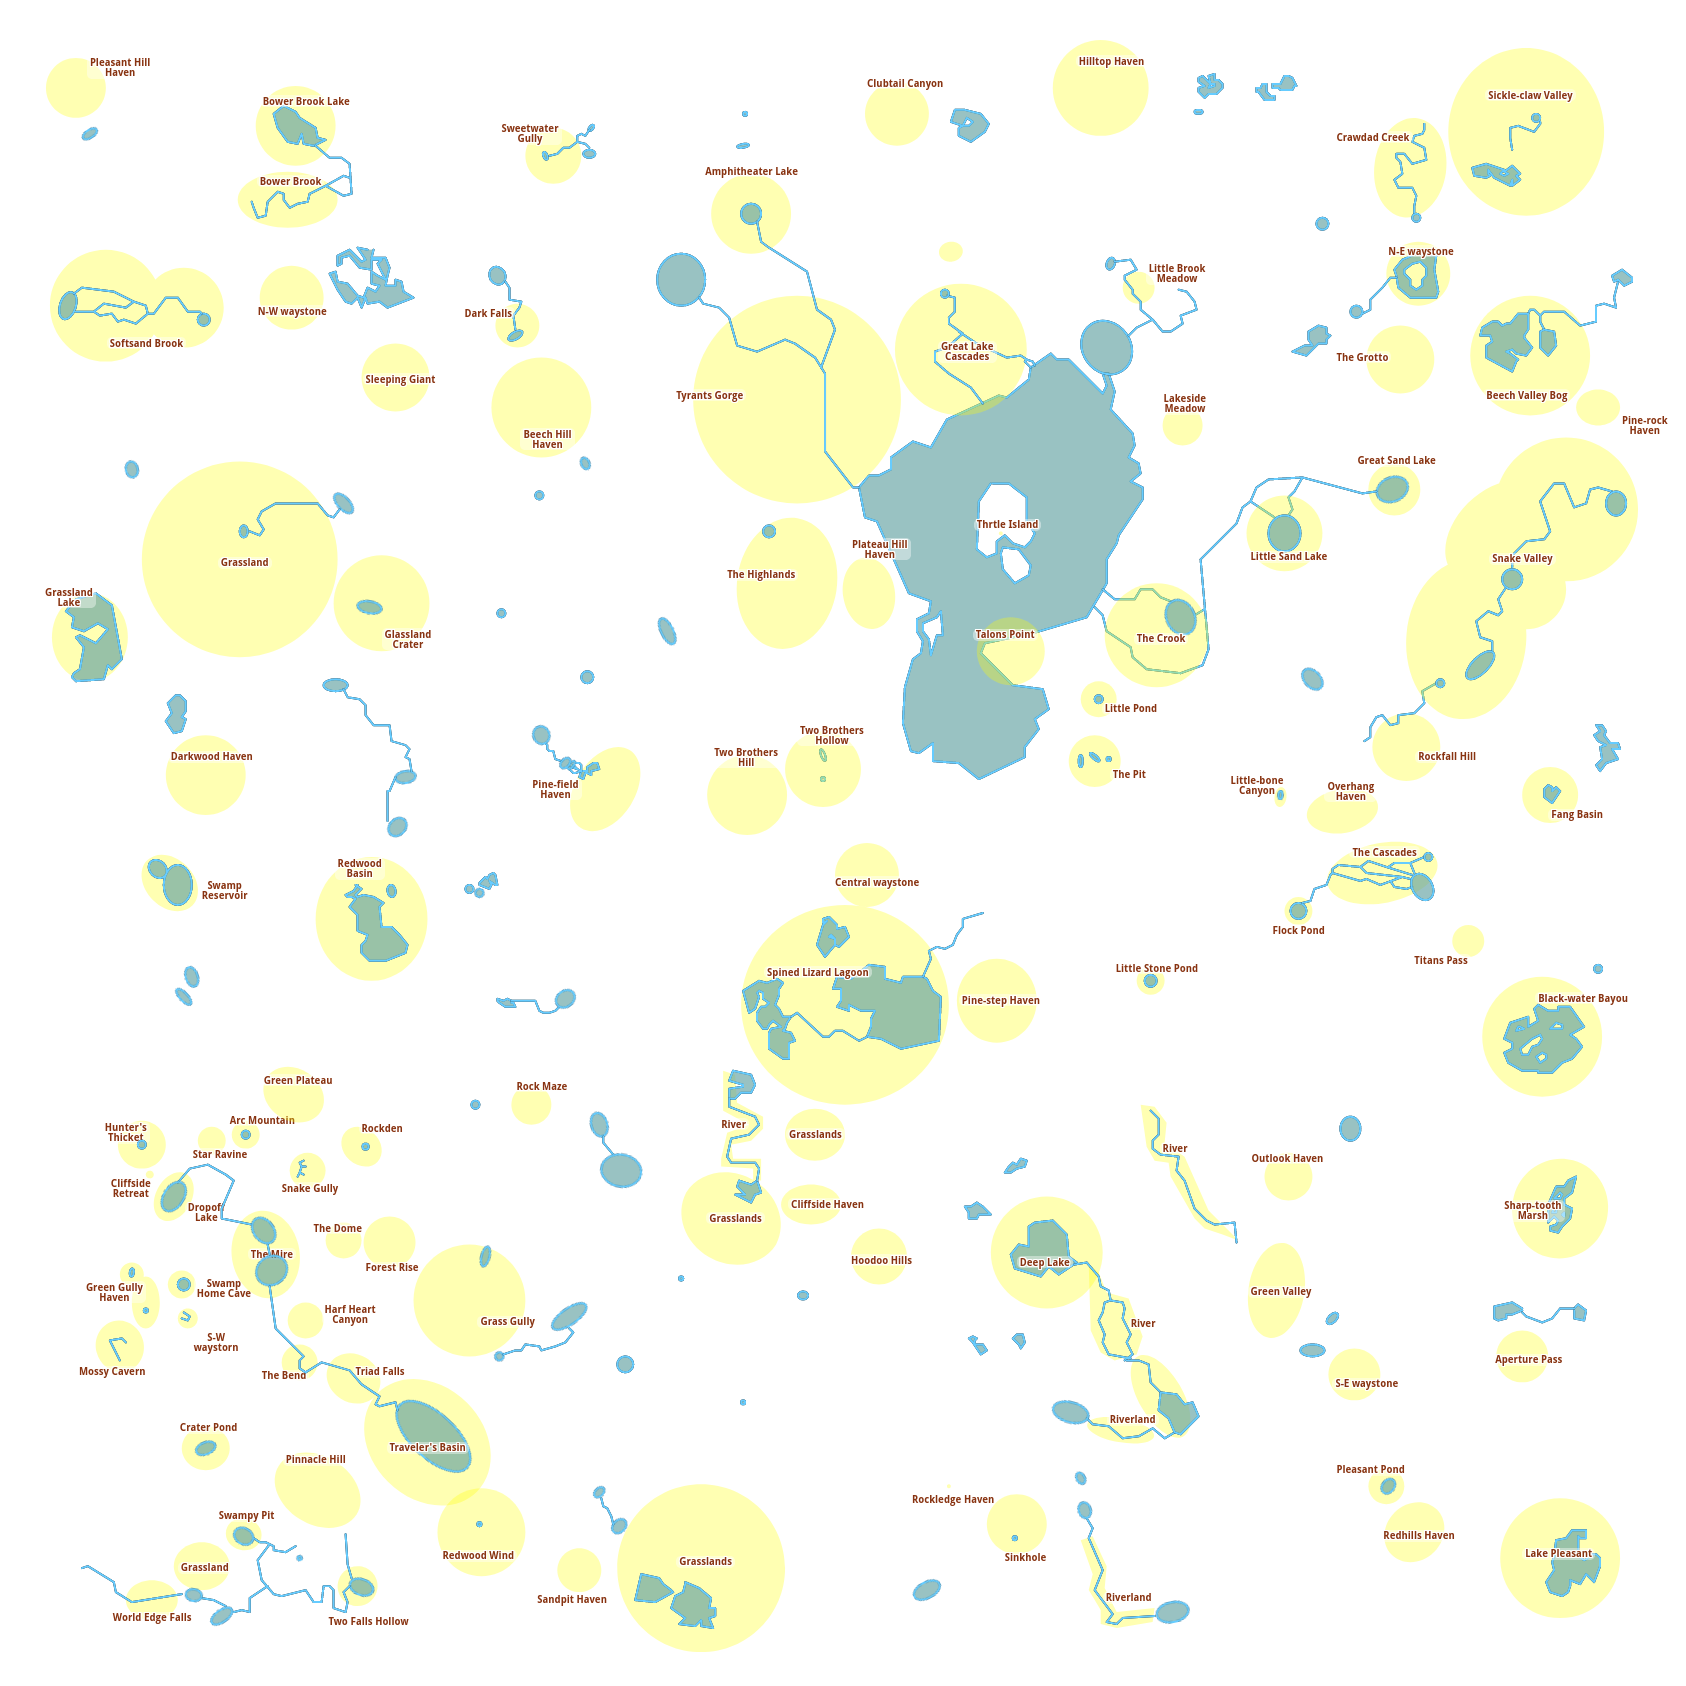 Pleasant Hill
Haven
Hilltop Haven
Clubtail Canyon
Sickle-claw Valley
Bower Brook Lake
Sweetwater
Gully
Crawdad Creek
Amphitheater Lake
Bower Brook
N-E waystone
Little Brook
Meadow
N-W waystone
Dark Falls
Softsand Brook
Great Lake
Cascades
The Grotto
Sleeping Giant
Tyrants Gorge
Beech Valley Bog
Lakeside
Meadow
Pine-rock
Haven
Beech Hill
Haven
Great Sand Lake
Thrtle Island
Plateau Hill
Haven
Little Sand Lake
Snake Valley
Grassland
The Highlands
Grassland
Lake
Glassland
Crater
Talons Point
The Crook
Little Pond
Two Brothers
Hollow
Two Brothers
Hill
Darkwood Haven
Rockfall Hill
The Pit
Pine-field
Haven
Little-bone
Canyon
Overhang
Haven
Fang Basin
The Cascades
Redwood
Basin
Central waystone
Swamp
Reservoir
Flock Pond
Titans Pass
Little Stone Pond
Spined Lizard Lagoon
Pine-step Haven
Black-water Bayou
Green Plateau
Rock Maze
Arc Mountain
Hunter's
Thicket
Rockden
River
Grasslands
Star Ravine
River
Outlook Haven
Cliffside
Retreat
Snake Gully
Cliffside Haven
Sharp-tooth
Marsh
Dropof
Lake
Grasslands
The Dome
The Mire
Forest Rise
Hoodoo Hills
Deep Lake
Green Gully
Haven
Swamp
Home Cave
Green Valley
Harf Heart
Canyon
Grass Gully
River
S-W
waystorn
Aperture Pass
Mossy Cavern
The Bend
Triad Falls
S-E waystone
Riverland
Crater Pond
Traveler's Basin
Pinnacle Hill
Pleasant Pond
Rockledge Haven
Swampy Pit
Redhills Haven
Redwood Wind
Sinkhole
Lake Pleasant
Grassland
Grasslands
Sandpit Haven
Riverland
World Edge Falls
Two Falls Hollow